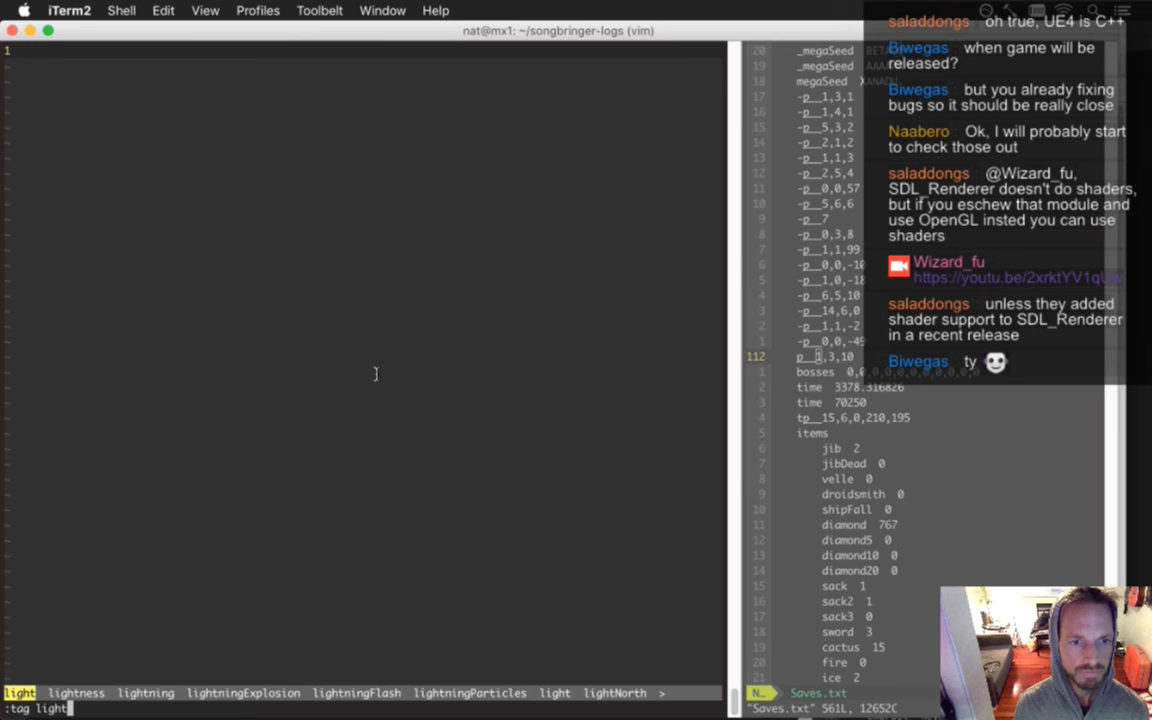 iTerm2 Shell Edit View Profiles Toolbelt Window Help
nat@mx1: ~/songbringer-logs (vim)
1
light lightness lightning lightningExplosion lightningFlash lightningParticles light lightNorth >
:tag light
20 _megaSeed
19 _megaSeed
18 megaSeed XANADU
17 -p__1,3,1
16 -p__1,4,1
15 -p__5,3,2
14 -p__2,1,2
13 -p__1,1,3
12 -p__2,5,4
11 -p__0,0,57
10 -p__5,6,6
9 -p__7
8 -p__0,3,8
7 -p__1,1,99
6 -p__0,0,-10
5 -p__1,0,-18
4 -p__6,5,10
3 -p__14,6,0
2 -p__1,1,-2
1 -p__0,0,-49
112 p__1,3,10
1 bosses 0,0,0,0,0,0,0,0,0,0
2 time 3378.316826
3 time 70250
4 tp__15,6,0,210,195
5 items
6 jib 2
7 jibDead 0
8 velle 0
9 droidsmith 0
10 shipFall 0
11 diamond 767
12 diamond5 0
13 diamond10 0
14 diamond20 0
15 sack 1
16 sack2 1
17 sack3 0
18 sword 3
19 cactus 15
20 fire 0
21 ice 2
N… Saves.txt
"Saves.txt" 561L, 12652C
saladdongs oh true, UE4 is C++
Biwegas when game will be
released?
Biwegas but you already fixing
bugs so it should be really close
Naabero Ok, I will probably start
to check those out
saladdongs @Wizard_fu,
SDL_Renderer doesn't do shaders,
but if you eschew that module and
use OpenGL insted you can use
shaders
Wizard_fu
saladdongs unless they added
shader support to SDL_Renderer
in a recent release
Biwegas ty